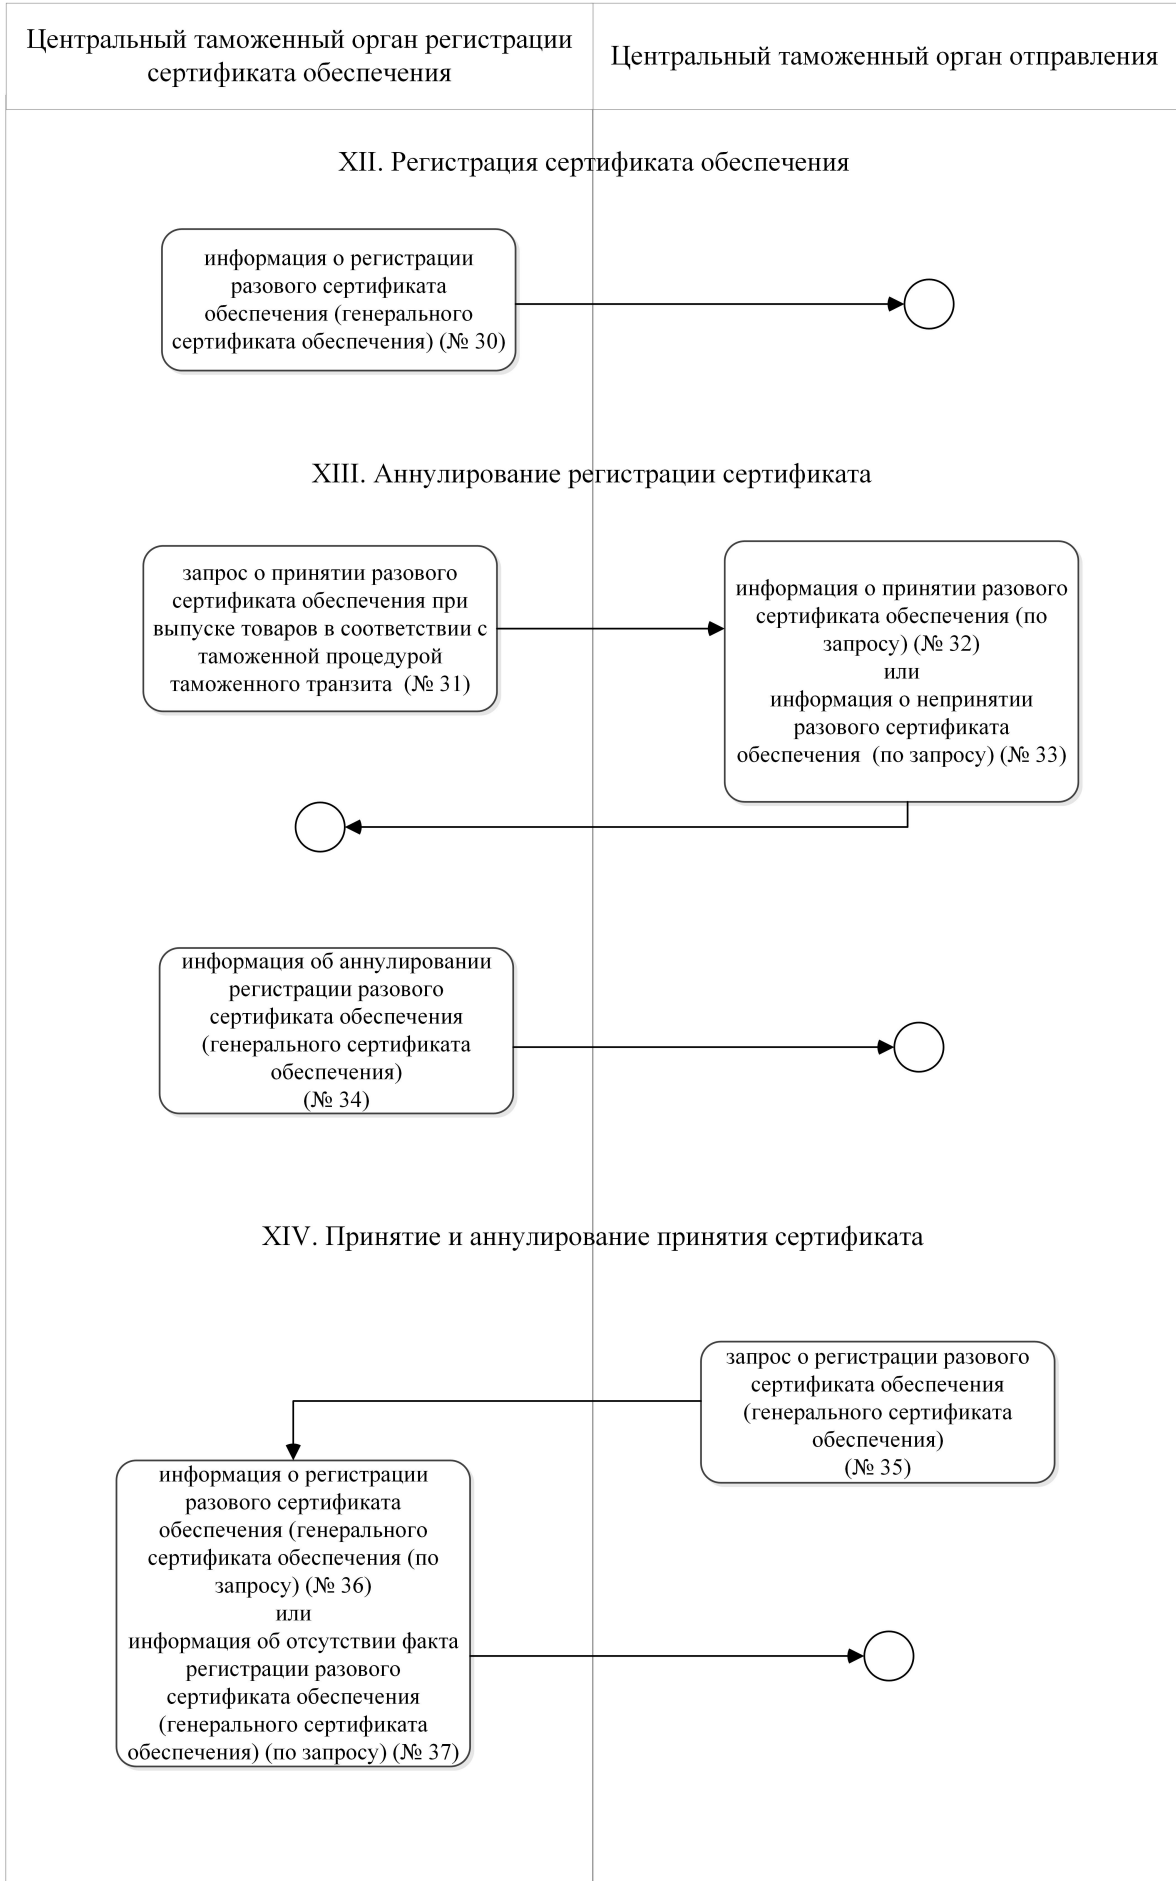 Центральный таможенный орган регистрации
сертификата обеспечения
Центральный таможенный орган отправления
XII. Регистрация сертификата обеспечения
информация о регистрации
разового сертификата
обеспечения (генерального
сертификата обеспечения) (№ 30)
XIII. Аннулирование регистрации сертификата
запрос о принятии разового
сертификата обеспечения при
выпуске товаров в соответствии с
таможенной процедурой
таможенного транзита  (№ 31)
информация о принятии разового
сертификата обеспечения (по
запросу) (№ 32)
или
информация о непринятии
разового сертификата
обеспечения  (по запросу) (№ 33)
информация об аннулировании
регистрации разового
сертификата обеспечения
(генерального сертификата
обеспечения)
(№ 34)
XIV. Принятие и аннулирование принятия сертификата
запрос о регистрации разового
сертификата обеспечения
(генерального сертификата
обеспечения)
(№ 35)
информация о регистрации
разового сертификата
обеспечения (генерального
сертификата обеспечения (по
запросу) (№ 36)
или
информация об отсутствии факта
регистрации разового
сертификата обеспечения
(генерального сертификата
обеспечения) (по запросу) (№ 37)